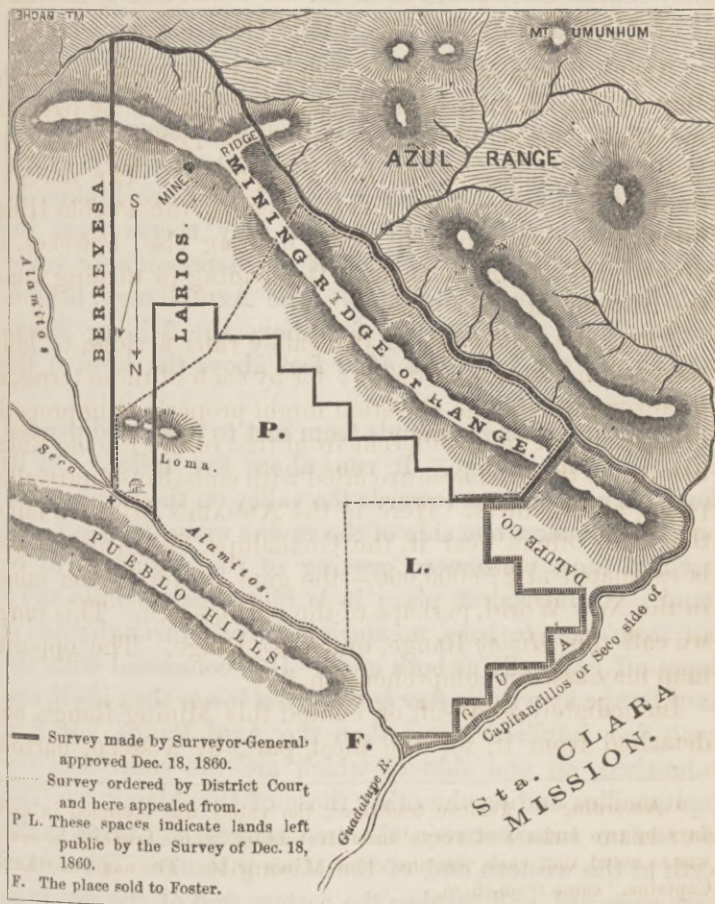 MT. BACHE
MT UMUNHUM
AZUL RANGE
RIDGE
MINE
MINING RIDGE or RANGE.
BERREYESA
LARIOS.
S
N
Alamitos
P.
Loma.
Seco
Alamitos
PUEBLO HILLS
L.
DALUPE CO.
GUA
Capitancillos or Seco side of
Sta. CLARA
MISSION.
F.
Guadalupe R.
Survey made by Surveyor-General,
approved Dec. 18, 1860.
Survey ordered by District Court
and here appealed from.
P L. These spaces indicate lands left
public by the Survey of Dec. 18,
1860.
F. The place sold to Foster.